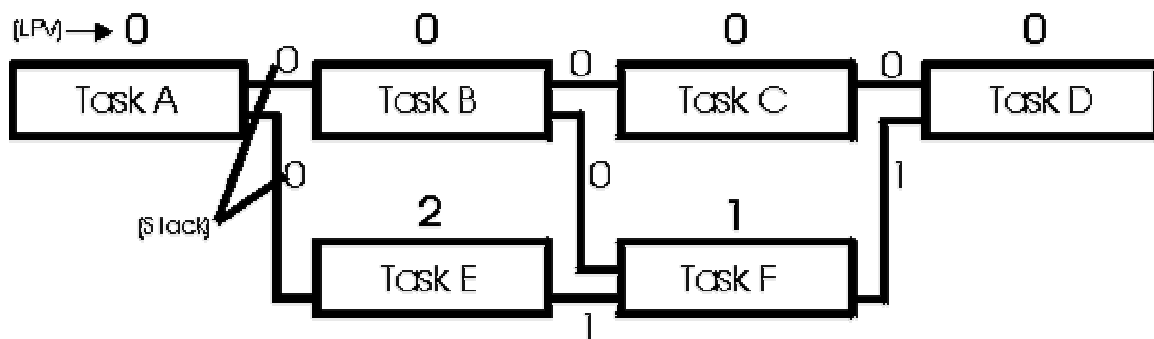 [LPV] 0 0 0 0
0 0 0
Task A Task B Task C Task D
0 0 1
[Slack] 2 1
Task E Task F
1